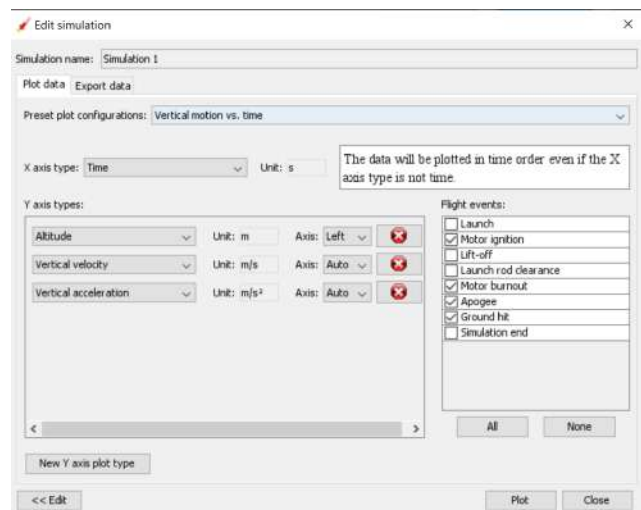 Edit simulation
Simulation name: Simulation 1
Plot data Export data
Preset plot configurations: Vertical motion vs. time
X axis type: Time Unit: s
The data will be plotted in time order even if the X
axis type is not time.
Y axis types:
Flight events:
Altitude Unit: m Axis: Left
Vertical velocity Unit: m/s Axis: Auto
Vertical acceleration Unit: m/s² Axis: Auto
Launch
Motor ignition
Lift-off
Launch rod clearance
Motor burnout
Apogee
Ground hit
Simulation end
All None
New Y axis plot type
<< Edit Plot Close